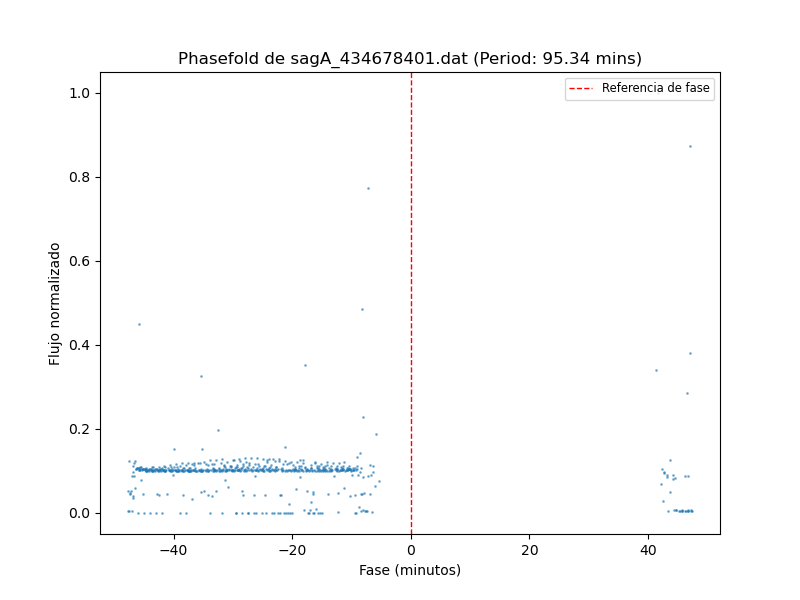 Phasefold de sagA_434678401.dat (Period: 95.34 mins)
Referencia de fase
Flujo normalizado
1.0
0.8
0.6
0.4
0.2
0.0
−40
−20
0
20
40
Fase (minutos)